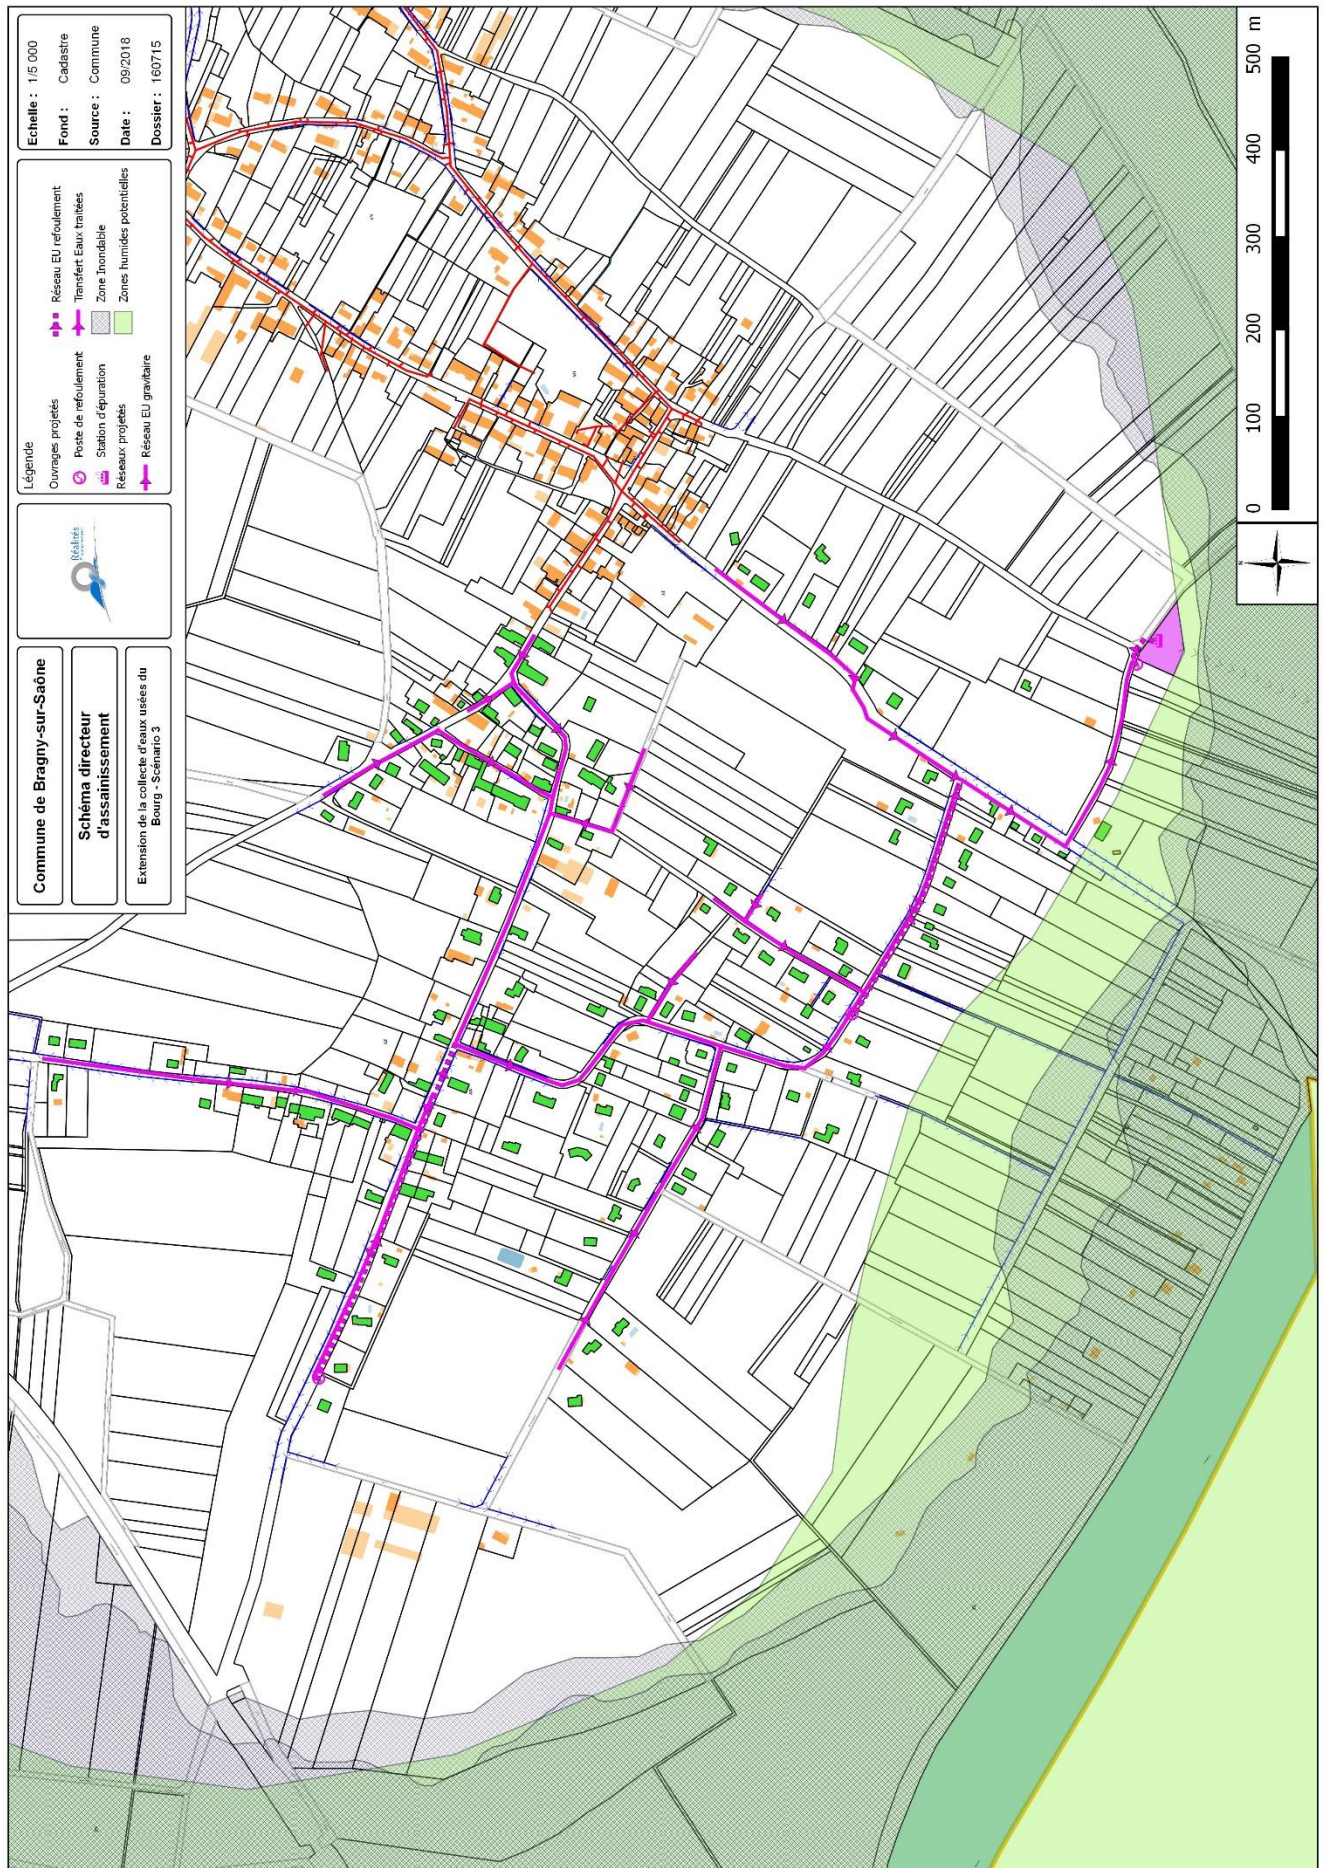 Commune de Bragny-sur-Saône
Schéma directeur
d'assainissement
Extension de la collecte d'eaux usées du
Bourg - Scénario 3
Réalités
Légende
Ouvrages projetés
Poste de refoulement
Station d'épuration
Réseaux projetés
Réseau EU gravitaire
Réseau EU refoulement
Transfert Eaux traitées
Zone Inondable
Zones humides potentielles
Echelle : 1/5 000
Fond : Cadastre
Source : Commune
Date : 09/2018
Dossier : 160715
0 100 200 300 400 500 m